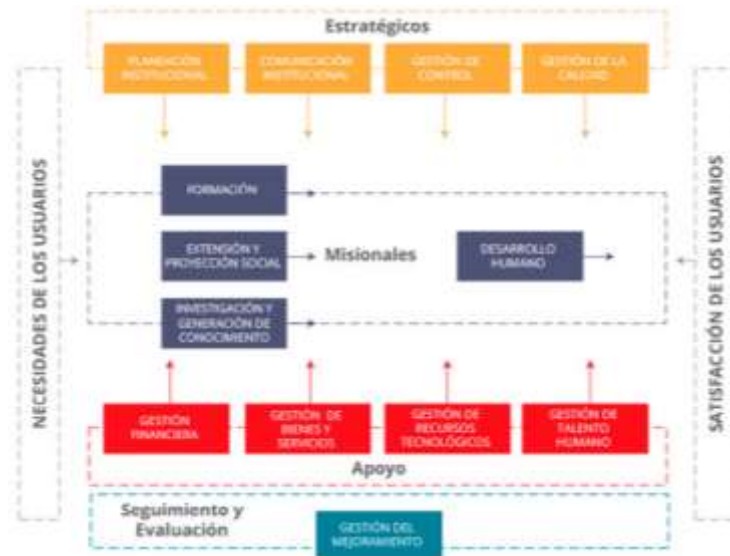 Estratégicos
PLANEACIÓN
INSTITUCIONAL
COMUNICACIÓN
INSTITUCIONAL
GESTIÓN DE
CONTROL
GESTIÓN DE LA
CALIDAD
NECESIDADES DE LOS USUARIOS
FORMACIÓN
EXTENSIÓN Y
PROYECCIÓN SOCIAL
Misionales
DESARROLLO
HUMANO
INVESTIGACIÓN Y
GENERACIÓN DE
CONOCIMIENTO
SATISFACCIÓN DE LOS USUARIOS
GESTIÓN
FINANCIERA
GESTIÓN DE
BIENES Y
SERVICIOS
GESTIÓN DE
RECURSOS
TECNOLÓGICOS
GESTIÓN DE
TALENTO
HUMANO
Apoyo
Seguimiento y
Evaluación
GESTIÓN DEL
MEJORAMIENTO